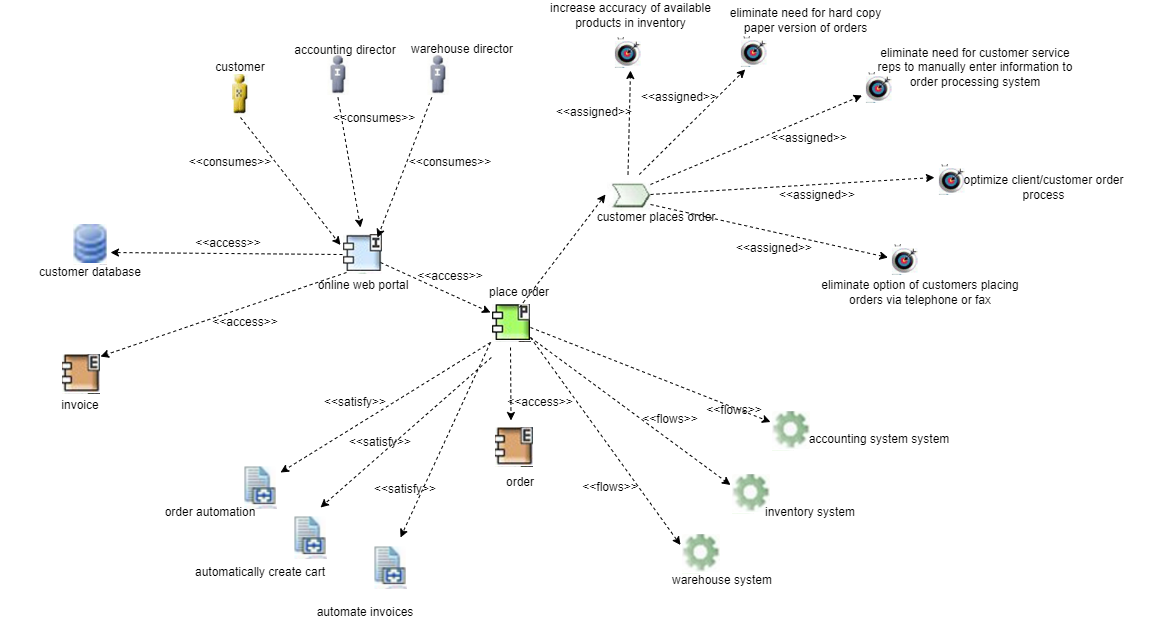 increase accuracy of available
products in inventory
eliminate need for hard copy
paper version of orders
accounting director
warehouse director
eliminate need for customer service
reps to manually enter information to
order processing system
customer
I
I
<<assigned>>
<<assigned>>
<<consumes>>
<<assigned>>
<<consumes>>
<<consumes>>
optimize client/customer order
process
<<assigned>>
customer places order
<<access>>
I
<<assigned>>
customer database
online web portal
<<access>>
eliminate option of customers placing
orders via telephone or fax
place order
P
<<access>>
E
invoice
<<satisfy>>
<<access>>
<<flows>>
<<flows>>
E
<<satisfy>>
accounting system system
order
<<satisfy>>
<<flows>>
order automation
inventory system
automatically create cart
warehouse system
automate invoices